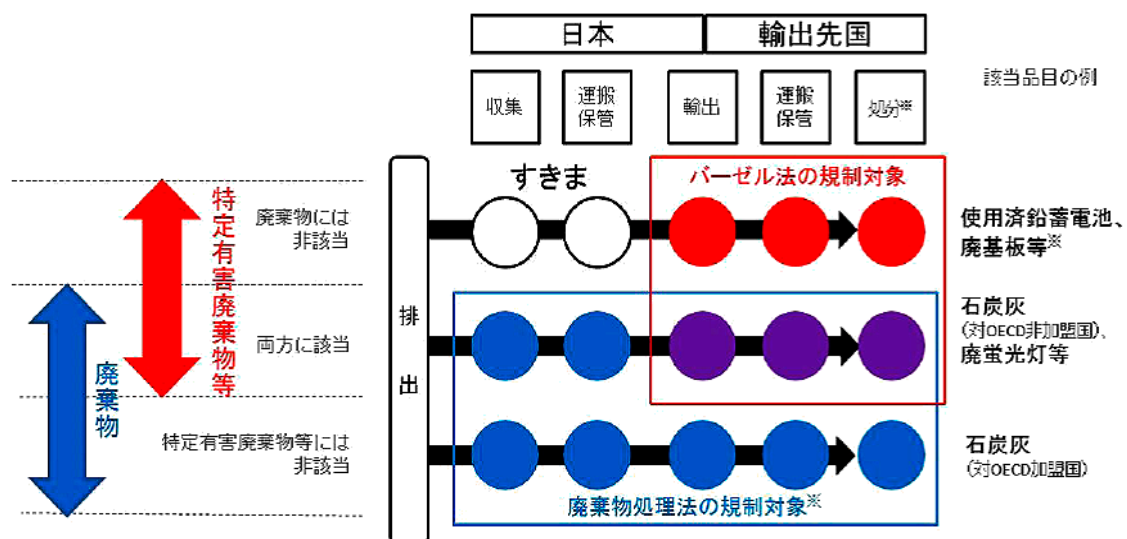 日本
輸出先国
収集
運搬
保管
輸出
運搬
保管
処分※
該当品目の例
すきま
バーゼル法の規制対象
特定有害廃棄物等
廃棄物には
非該当
排出
使用済鉛蓄電池、
廃基板等※
廃棄物
両方に該当
石炭灰
(対OECD非加盟国)、
廃蛍光灯等
特定有害廃棄物等には
非該当
石炭灰
(対OECD加盟国)
廃棄物処理法の規制対象※